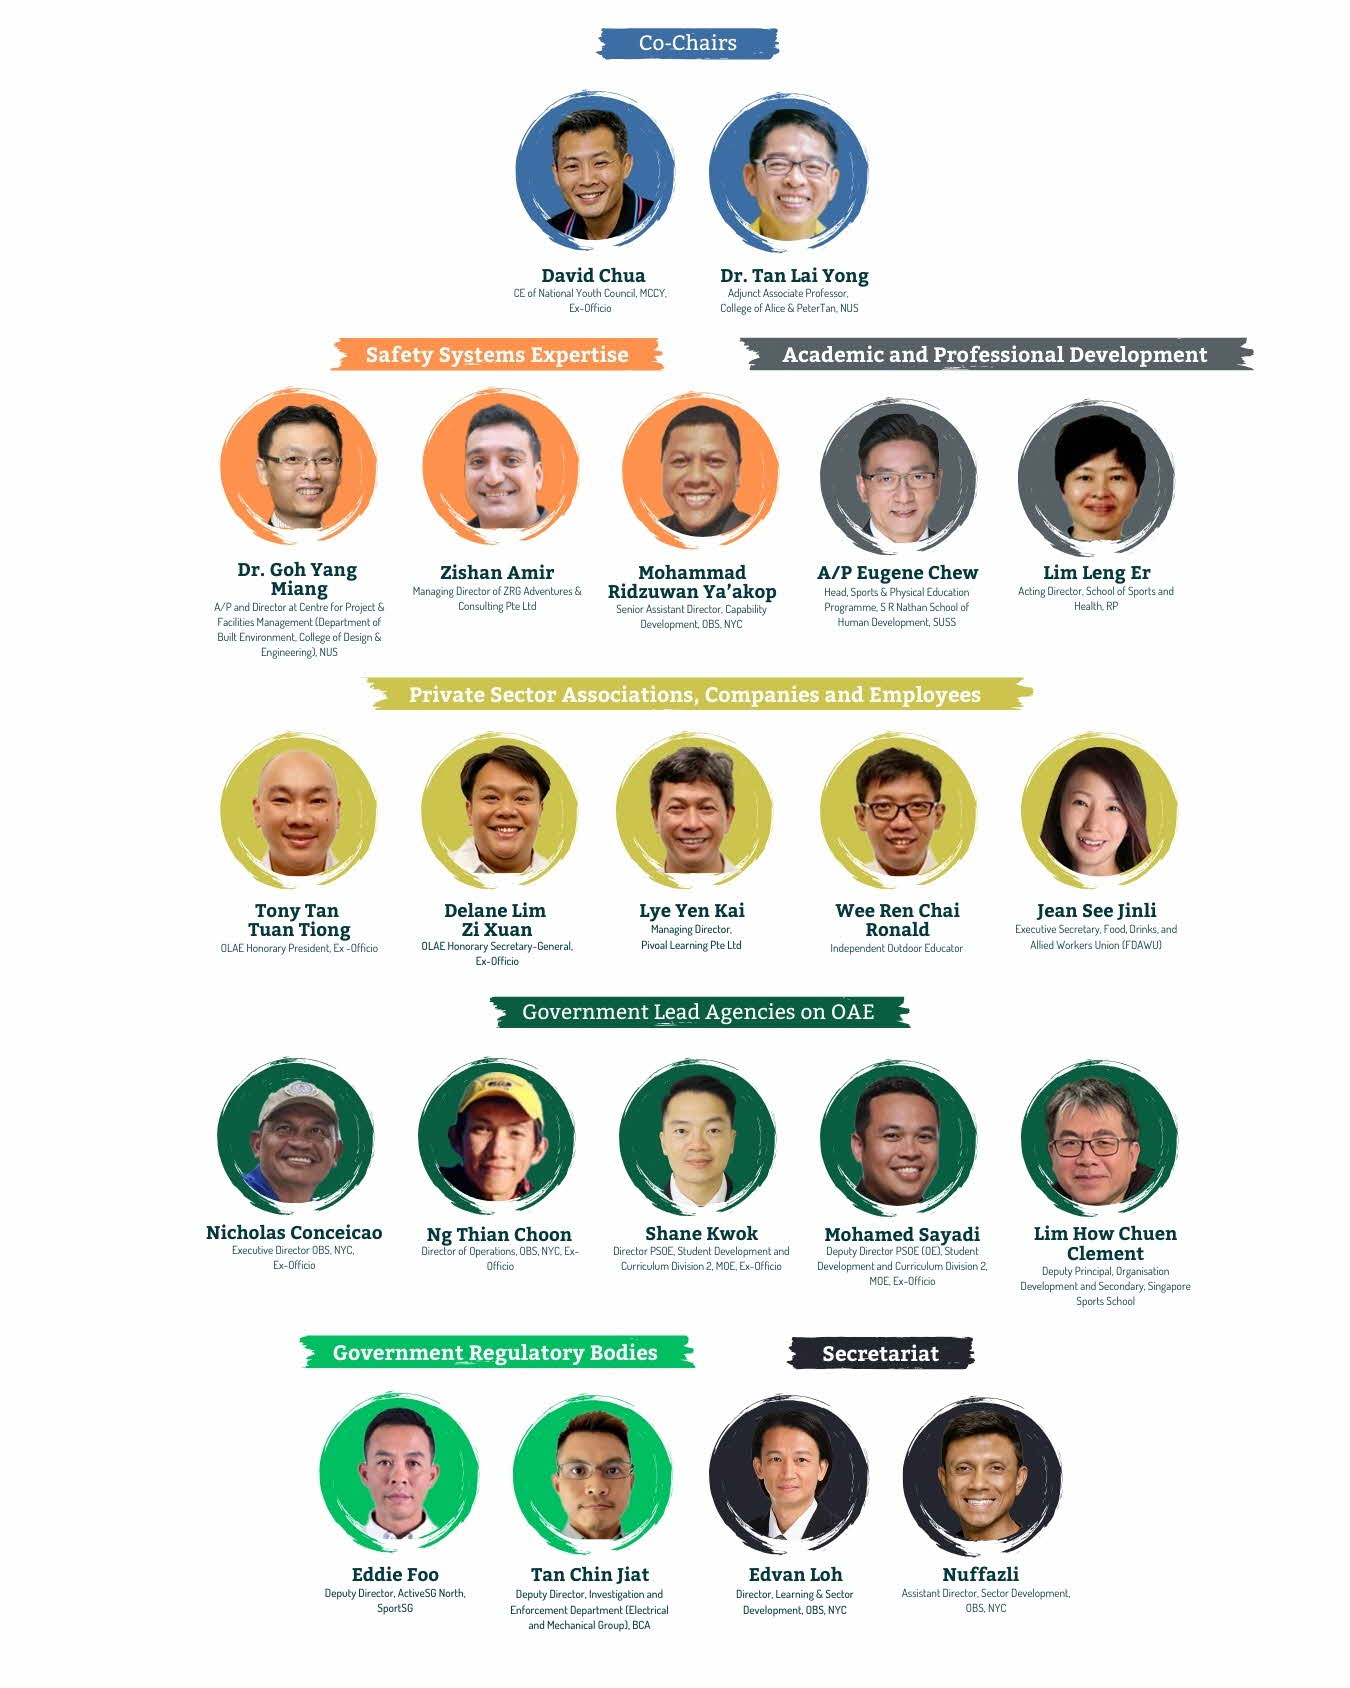 Co-Chairs
David Chua
CE of National Youth Council, MCCY,
Ex-Officio
Dr. Tan Lai Yong
Adjunct Associate Professor,
College of Alice & PeterTan, NUS
Safety Systems Expertise
Dr. Goh Yang
Miang
A/P and Director at Centre for Project &
Facilities Management (Department of
Built Environment, College of Design &
Engineering), NUS
Zishan Amir
Managing Director of ZRG Adventures &
Consulting Pte Ltd
Mohammad
Ridzuwan Ya’akop
Senior Assistant Director, Capability
Development, OBS, NYC
Academic and Professional Development
A/P Eugene Chew
Head, Sports & Physical Education
Programme, S R Nathan School of
Human Development, SUSS
Lim Leng Er
Acting Director, School of Sports and
Health, RP
Private Sector Associations, Companies and Employees
Tony Tan
Tuan Tiong
OLAE Honorary President, Ex -Officio
Delane Lim
Zi Xuan
OLAE Honorary Secretary-General,
Ex-Officio
Lye Yen Kai
Managing Director,
Pivoal Learning Pte Ltd
Wee Ren Chai
Ronald
Independent Outdoor Educator
Jean See Jinli
Executive Secretary, Food, Drinks, and
Allied Workers Union (FDAWU)
Government Lead Agencies on OAE
Nicholas Conceicao
Executive Director OBS, NYC,
Ex-Officio
Ng Thian Choon
Director of Operations, OBS, NYC, Ex-
Officio
Shane Kwok
Director PSOE, Student Development and
Curriculum Division 2, MOE, Ex-Officio
Mohamed Sayadi
Deputy Director PSOE (OE), Student
Development and Curriculum Division 2,
MOE, Ex-Officio
Lim How Chuen
Clement
Deputy Principal, Organisation
Development and Secondary, Singapore
Sports School
Government Regulatory Bodies
Eddie Foo
Deputy Director, ActiveSG North,
SportSG
Tan Chin Jiat
Deputy Director, Investigation and
Enforcement Department (Electrical
and Mechanical Group), BCA
Secretariat
Edvan Loh
Director, Learning & Sector
Development, OBS, NYC
Nuffazli
Assistant Director, Sector Development,
OBS, NYC